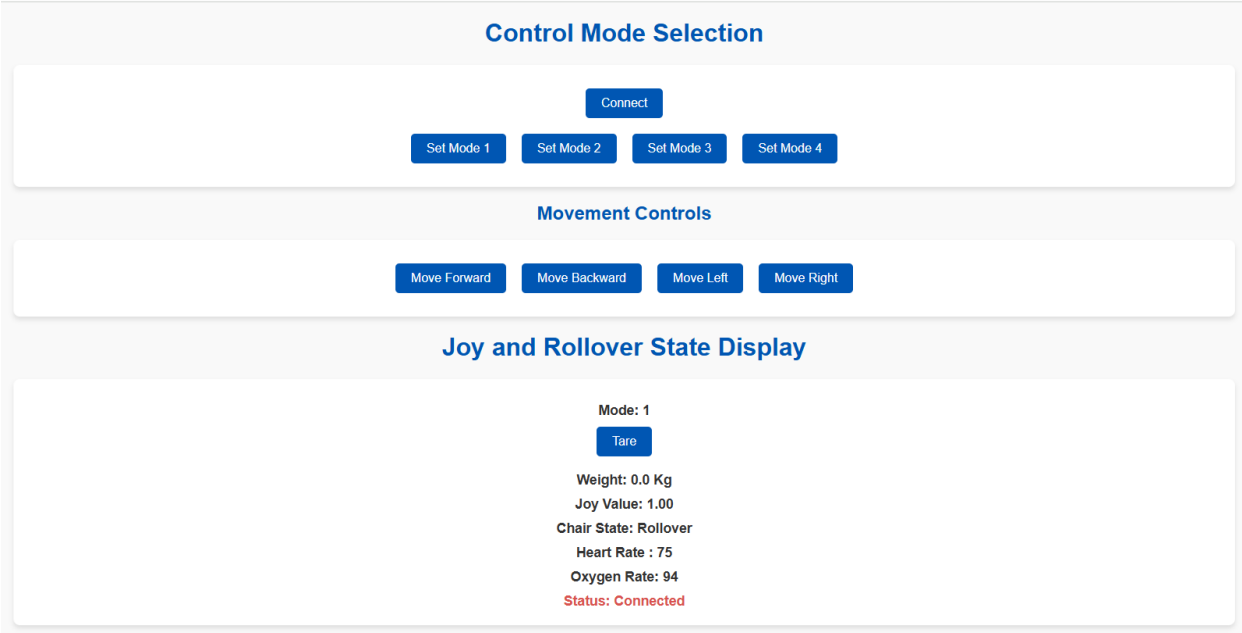 Control Mode Selection
Connect
Set Mode 1 Set Mode 2 Set Mode 3 Set Mode 4
Movement Controls
Move Forward Move Backward Move Left Move Right
Joy and Rollover State Display
Mode: 1
Tare
Weight: 0.0 Kg
Joy Value: 1.00
Chair State: Rollover
Heart Rate : 75
Oxygen Rate: 94
Status: Connected